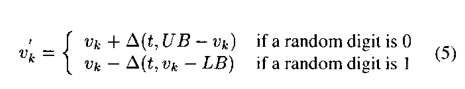 v'_k = { v_k + Δ(t, UB − v_k) if a random digit is 0
v_k − Δ(t, v_k − LB) if a random digit is 1 (5)